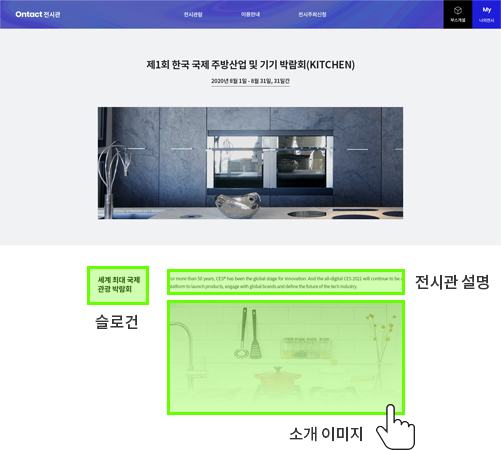 Ontact 전시관
전시관람
이용안내
전시주최신청
부스개설
My
나의전시
제1회 한국 국제 주방산업 및 기기 박람회(KITCHEN)
2020년 8월 1일 - 8월 31일, 31일간
세계 최대 국제
관광 박람회
슬로건
or more than 50 years, CES® has been the global stage for innovation. And the all-digital CES 2021 will continue to be a
platform to launch products, engage with global brands and define the future of the tech industry.
전시관 설명
소개 이미지